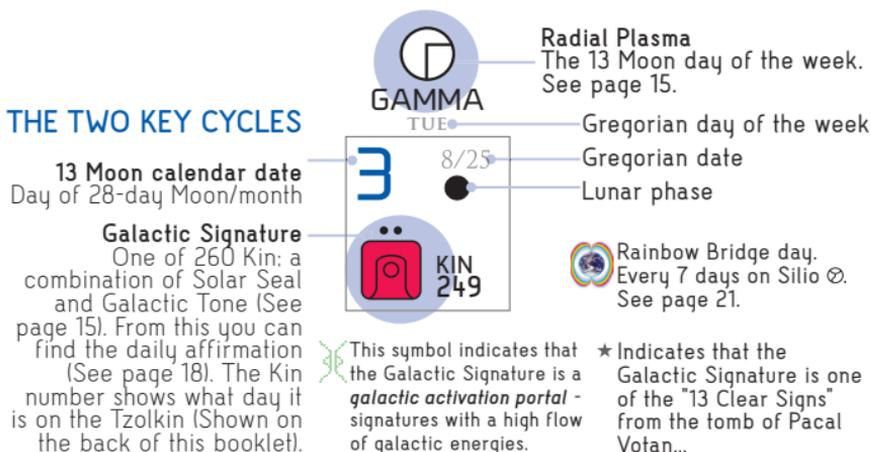 THE TWO KEY CYCLES
13 Moon calendar date
Day of 28-day Moon/month
Galactic Signature
One of 260 Kin: a
combination of Solar Seal
and Galactic Tone (See
page 15). From this you can
find the daily affirmation
(See page 18). The Kin
number shows what day it
is on the Tzolkin (Shown on
the back of this booklet).
GAMMA
TUE
3
8/25
KIN
249
Radial Plasma
The 13 Moon day of the week.
See page 15.
Gregorian day of the week
Gregorian date
Lunar phase
Rainbow Bridge day.
Every 7 days on Silio.
See page 21.
This symbol indicates that
the Galactic Signature is a
galactic activation portal -
signatures with a high flow
of galactic energies.
★ Indicates that the
Galactic Signature is one
of the "13 Clear Signs"
from the tomb of Pacal
Votan...